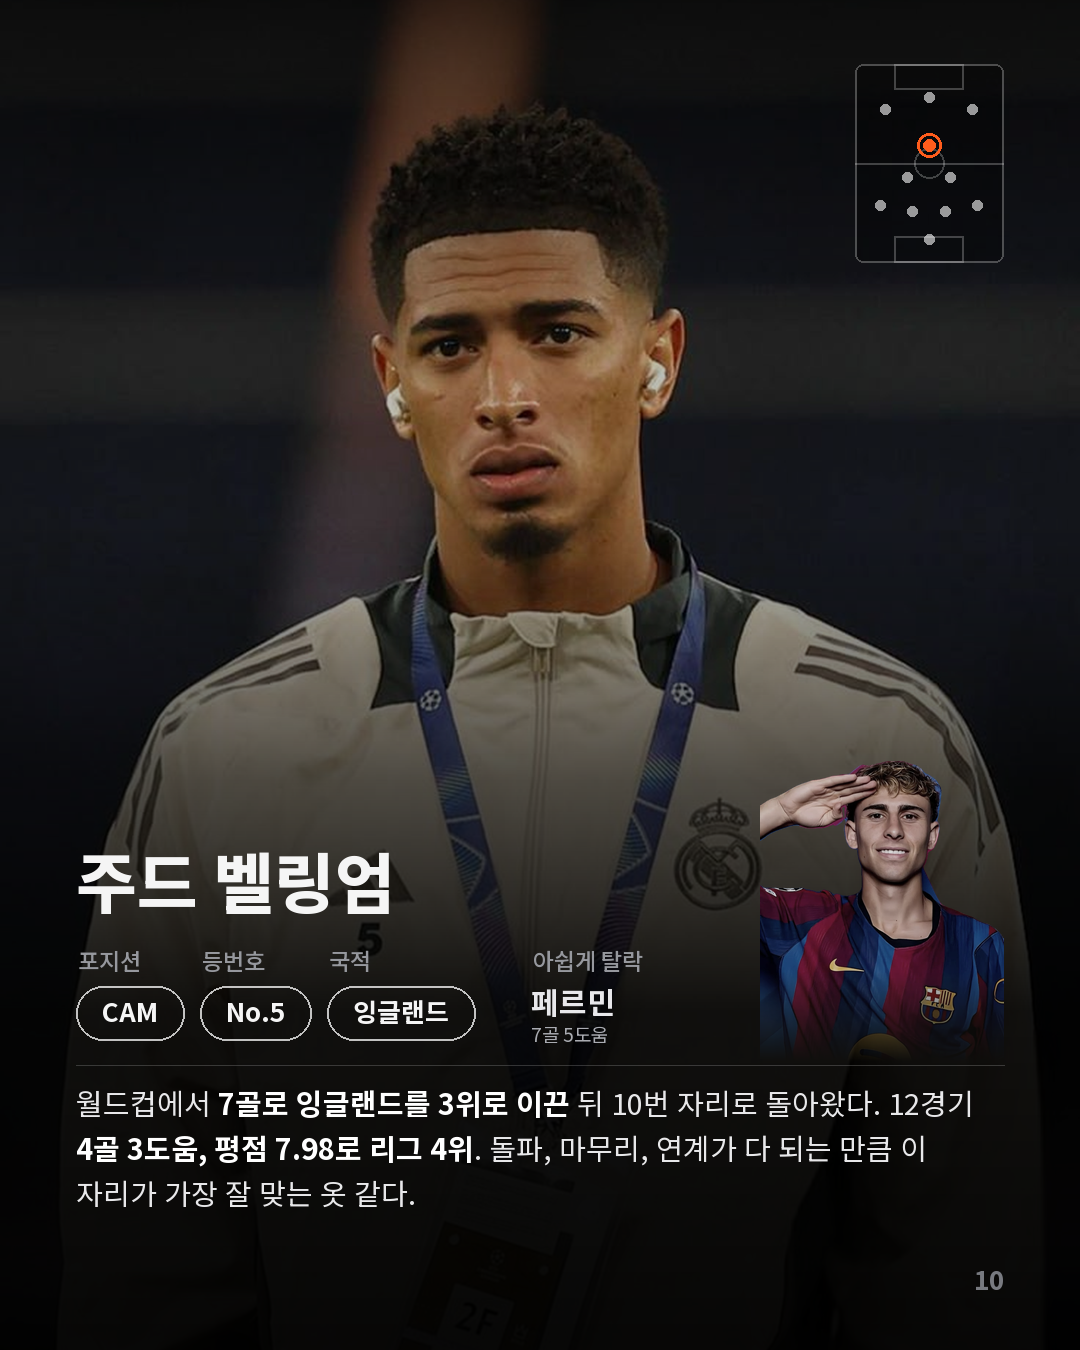 주드 벨링엄
5
포지션 등번호 국적 아쉽게 탈락
CAM No.5 잉글랜드 페르민
7골 5도움
월드컵에서 7골로 잉글랜드를 3위로 이끈 뒤 10번 자리로 돌아왔다. 12경기
4골 3도움, 평점 7.98로 리그 4위. 돌파, 마무리, 연계가 다 되는 만큼 이
자리가 가장 잘 맞는 옷 같다.
10
2F